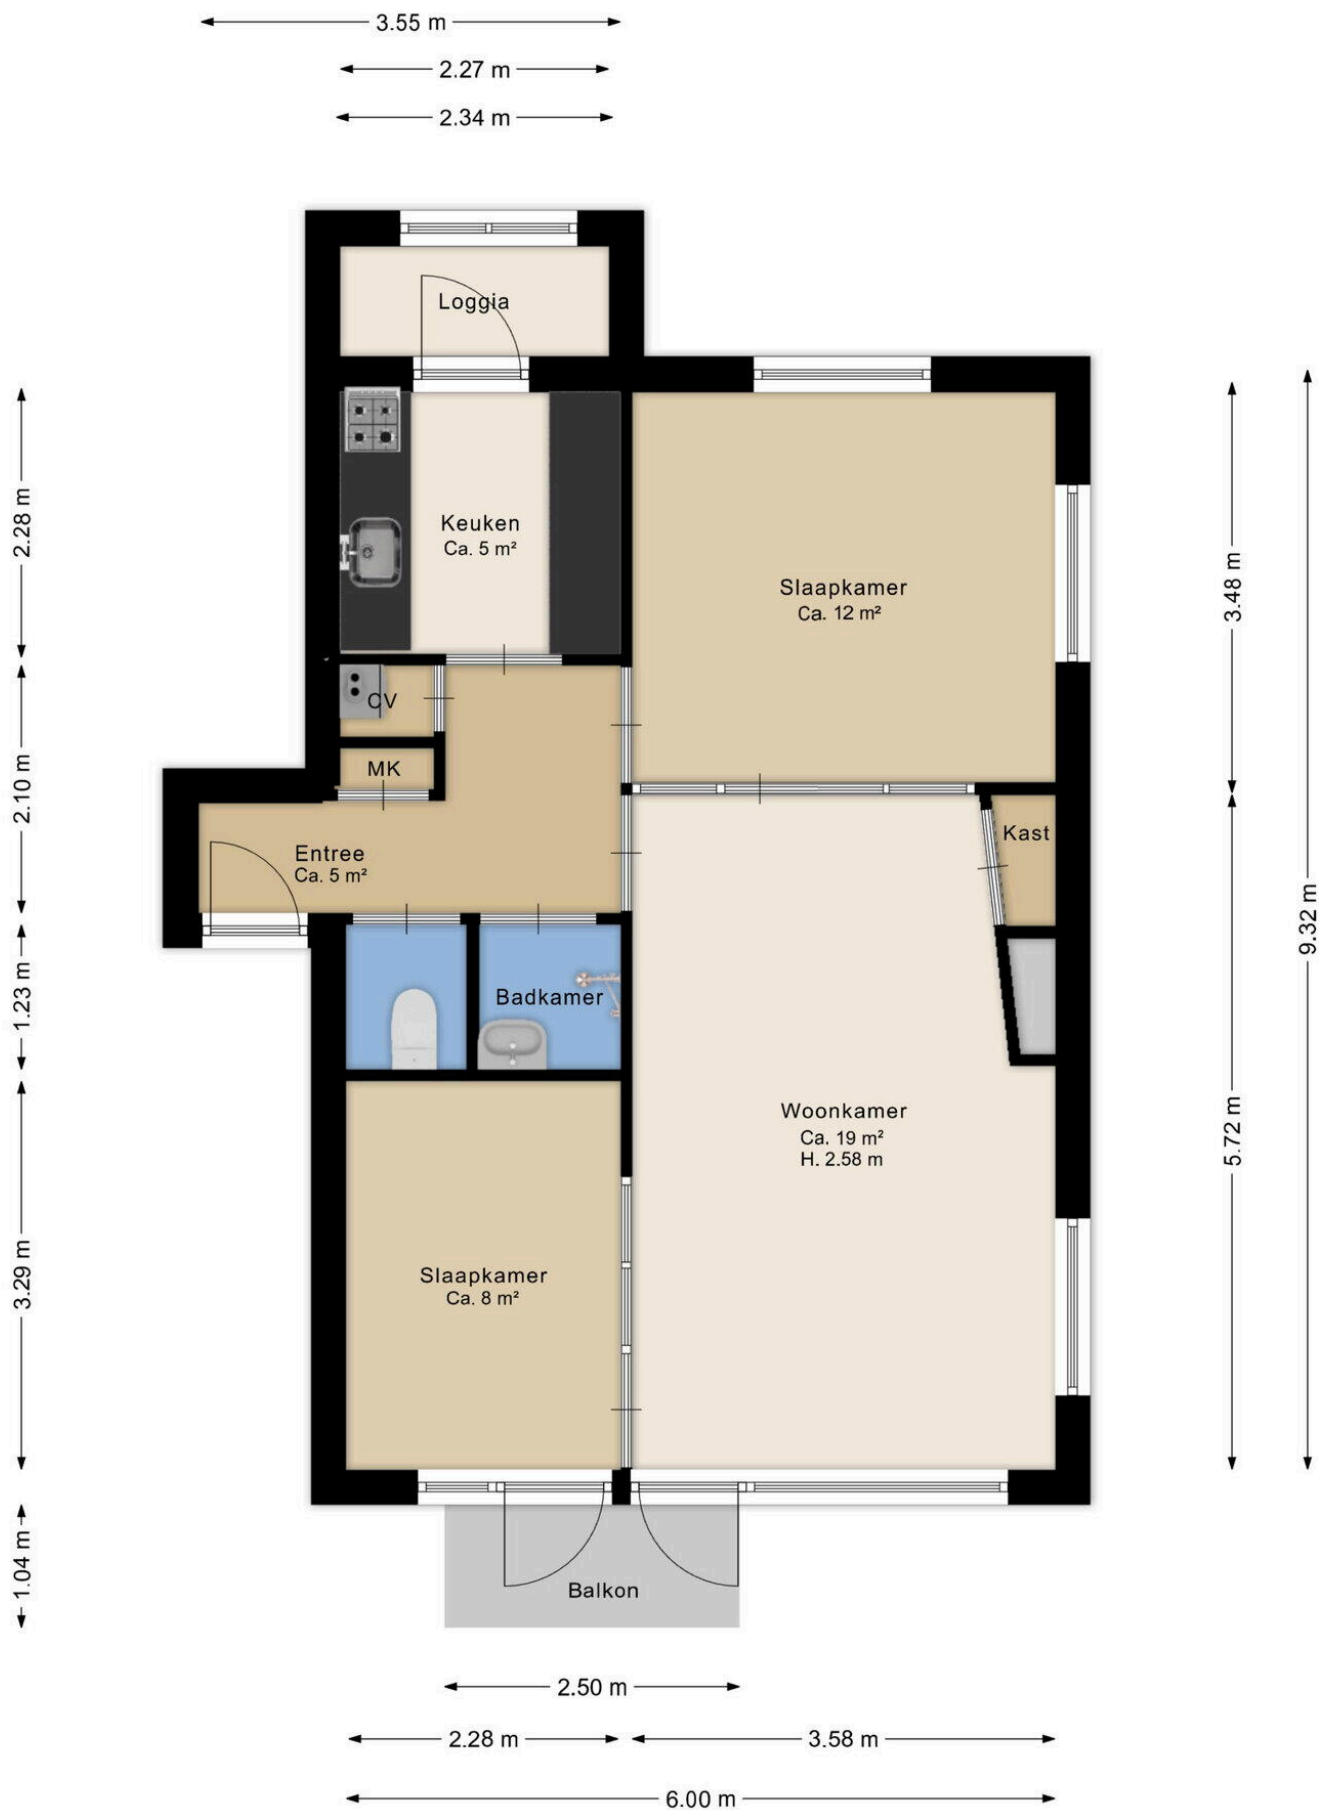 3.55 m
2.27 m
2.34 m
Loggia
Keuken
Ca. 5 m²
Slaapkamer
Ca. 12 m²
CV
MK
Entree
Ca. 5 m²
Kast
Badkamer
Woonkamer
Ca. 19 m²
H. 2.58 m
Slaapkamer
Ca. 8 m²
Balkon
2.28 m
2.10 m
1.23 m
3.29 m
1.04 m
3.48 m
5.72 m
9.32 m
2.50 m
2.28 m
3.58 m
6.00 m